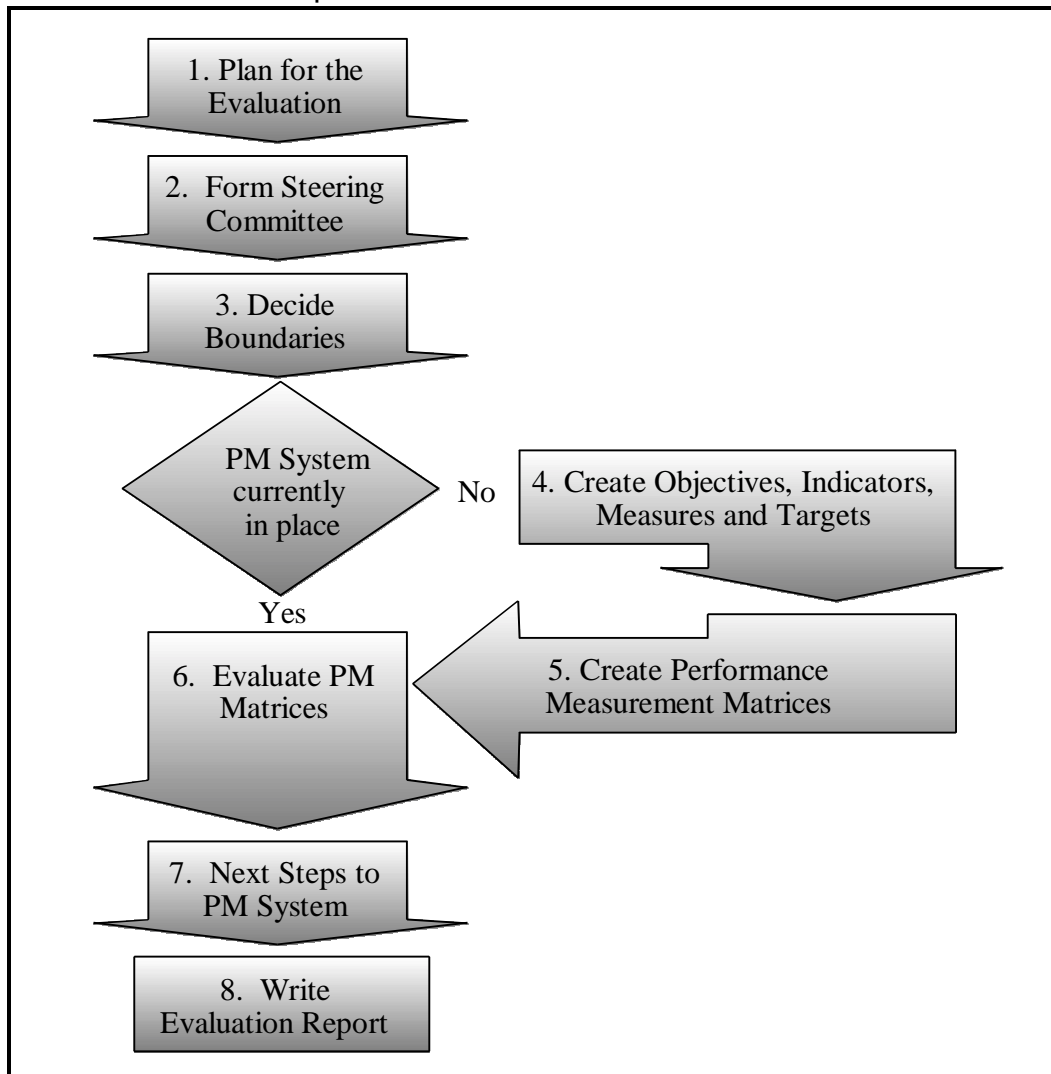 1. Plan for the
Evaluation
2. Form Steering
Committee
3. Decide
Boundaries
PM System
currently
in place
No
4. Create Objectives, Indicators,
Measures and Targets
Yes
5. Create Performance
Measurement Matrices
6. Evaluate PM
Matrices
7. Next Steps to
PM System
8. Write
Evaluation Report